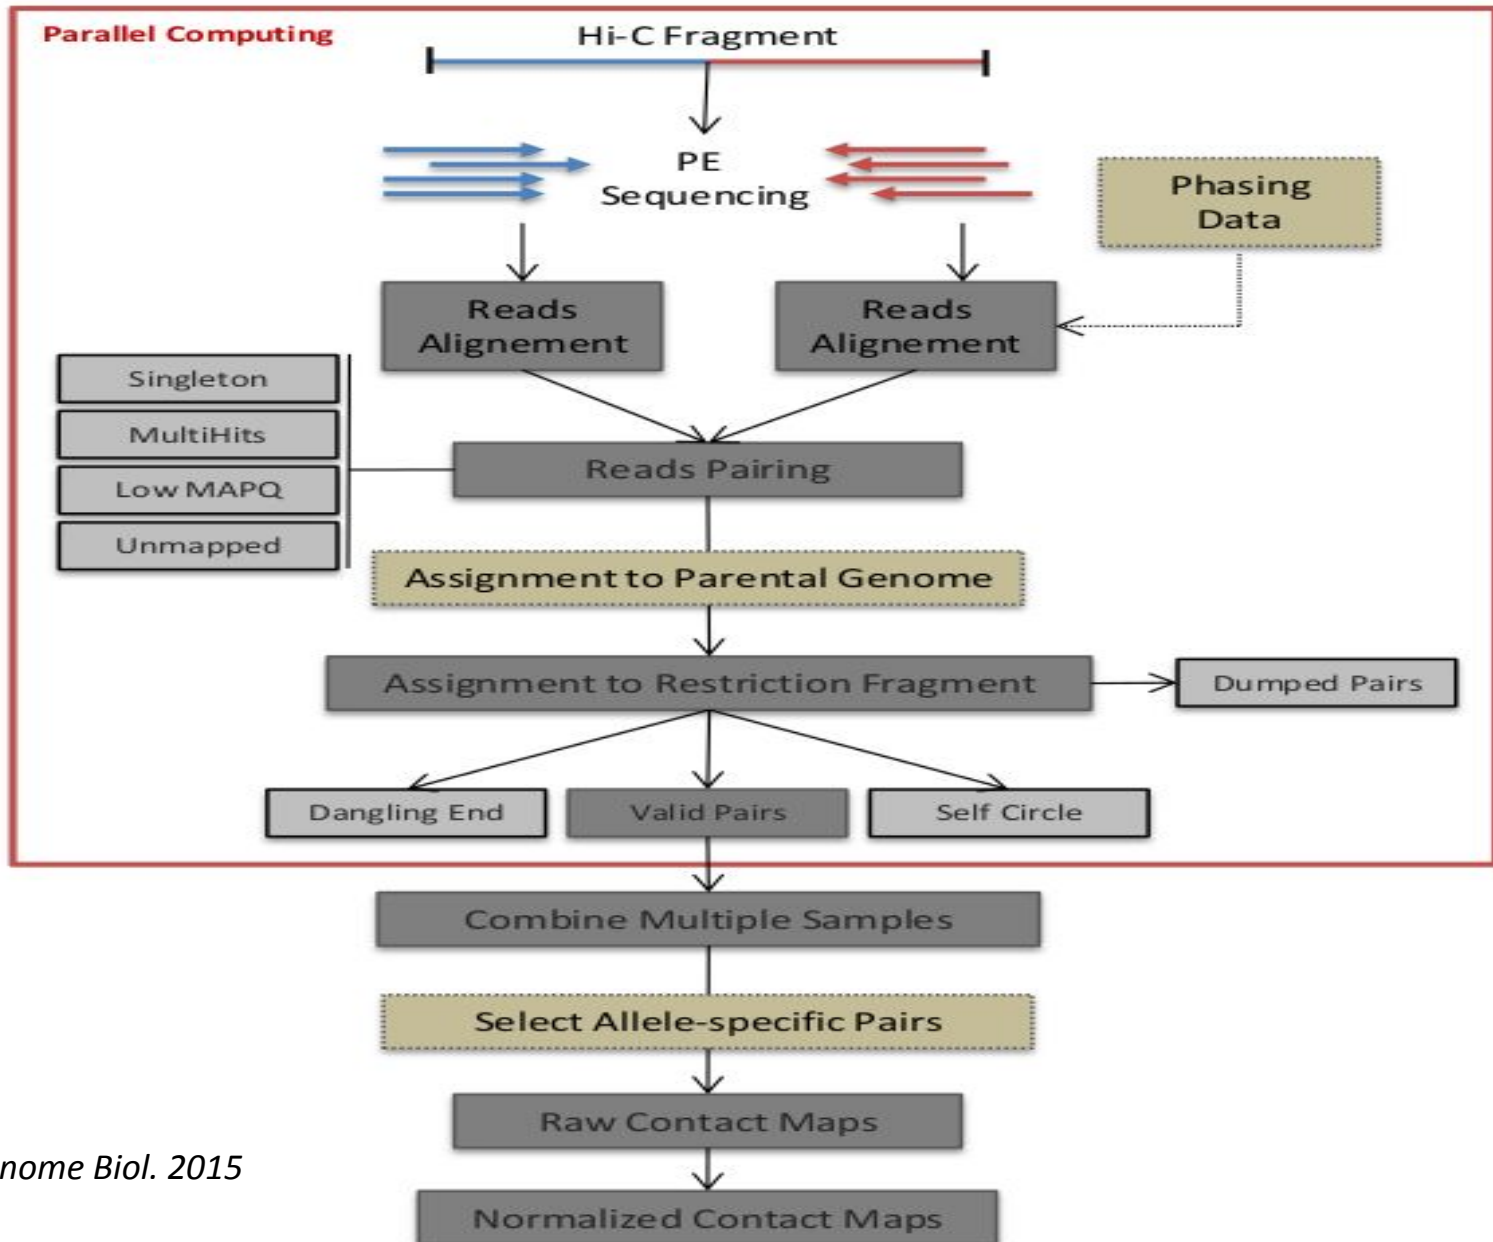 Parallel Computing
Hi-C Fragment
PE
Sequencing
Phasing
Data
Reads
Alignement
Reads
Alignement
Singleton
MultiHits
Low MAPQ
Unmapped
Reads Pairing
Assignment to Parental Genome
Assignment to Restriction Fragment
Dumped Pairs
Dangling End
Valid Pairs
Self Circle
Combine Multiple Samples
Select Allele-specific Pairs
Raw Contact Maps
nome Biol. 2015
Normalized Contact Maps